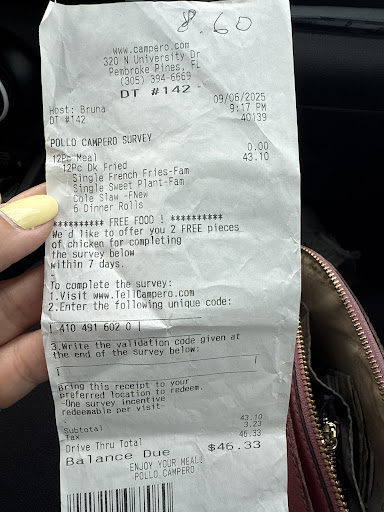 8.60
www.campero.com
320 N University Dr
Pembroke Pines, FL
(305) 394-6669
DT #142
09/06/2025
Host: Bruna 9:17 PM
DT #142 40139
POLLO CAMPERO SURVEY 0.00
12Pc Meal 43.10
12Pc Dk Fried
Single French Fries-Fam
Single Sweet Plant-Fam
Cole Slaw -FNew
6 Dinner Rolls
********** FREE FOOD ! **********
We'd like to offer you 2 FREE pieces
of chicken for completing
the survey below
within 7 days.
To complete the survey:
1.Visit www.TellCampero.com
2.Enter the following unique code:
| 410 491 602 0 |
3.Write the validation code given at
the end of the survey below:
Bring this receipt to your
preferred location to redeem.
-One survey incentive
redeemable per visit-
Subtotal 43.10
Tax 3.23
Drive Thru Total 46.33
Balance Due $46.33
ENJOY YOUR MEAL!
POLLO CAMPERO